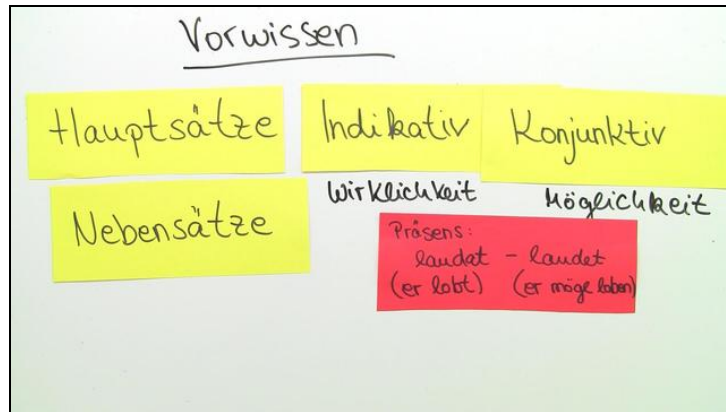 Vorwissen
Hauptsätze
Indikativ
Konjunktiv
Wirklichkeit
Möglichkeit
Nebensätze
Präsens:
laudat - laudet
(er lobt) (er möge loben)